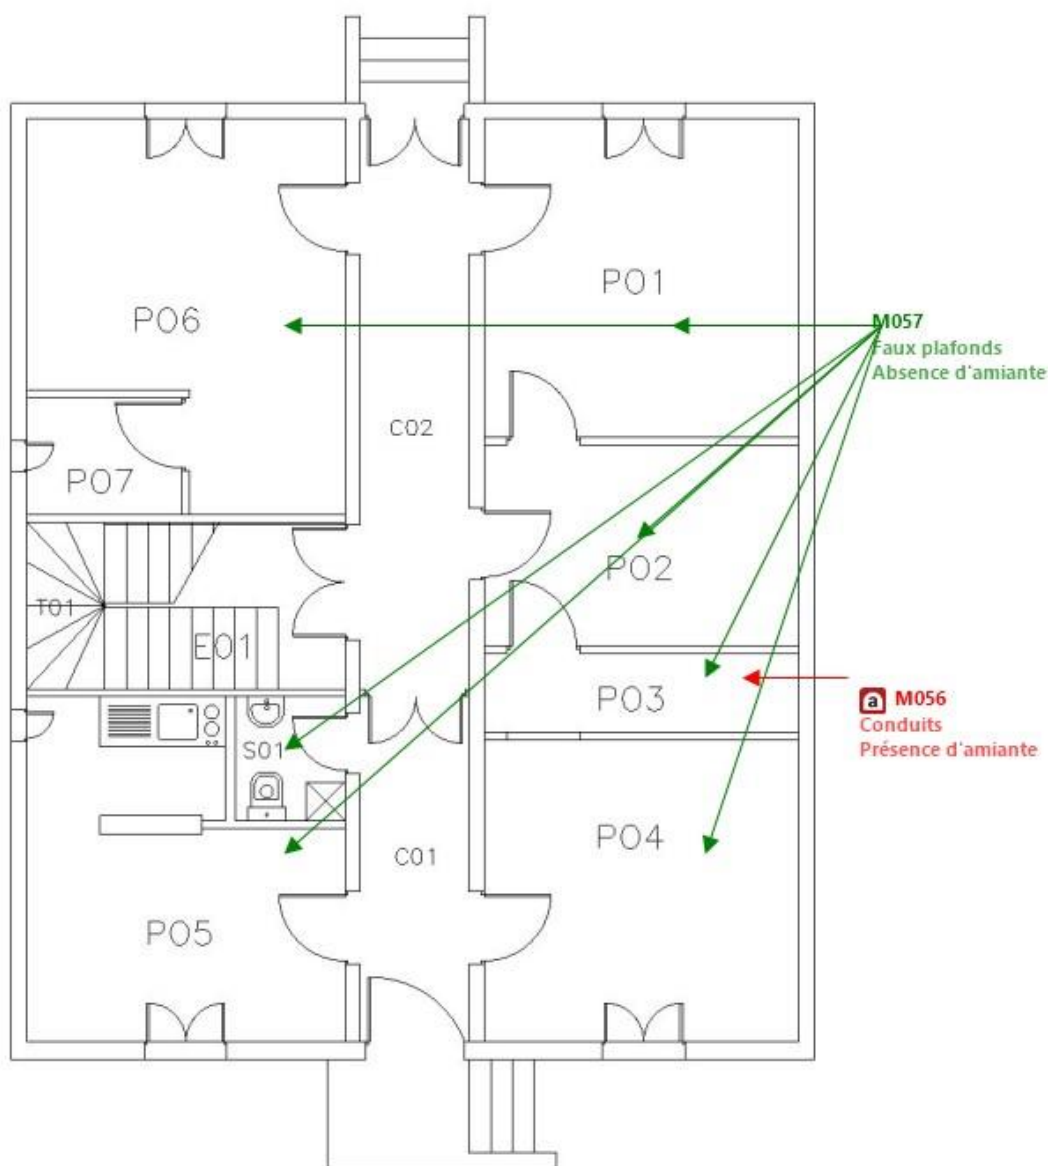 P06
P01
M057
Faux plafonds
Absence d'amiante
C02
P07
P02
T01
E01
P03
a M056
Conduits
Présence d'amiante
S01
P04
C01
P05